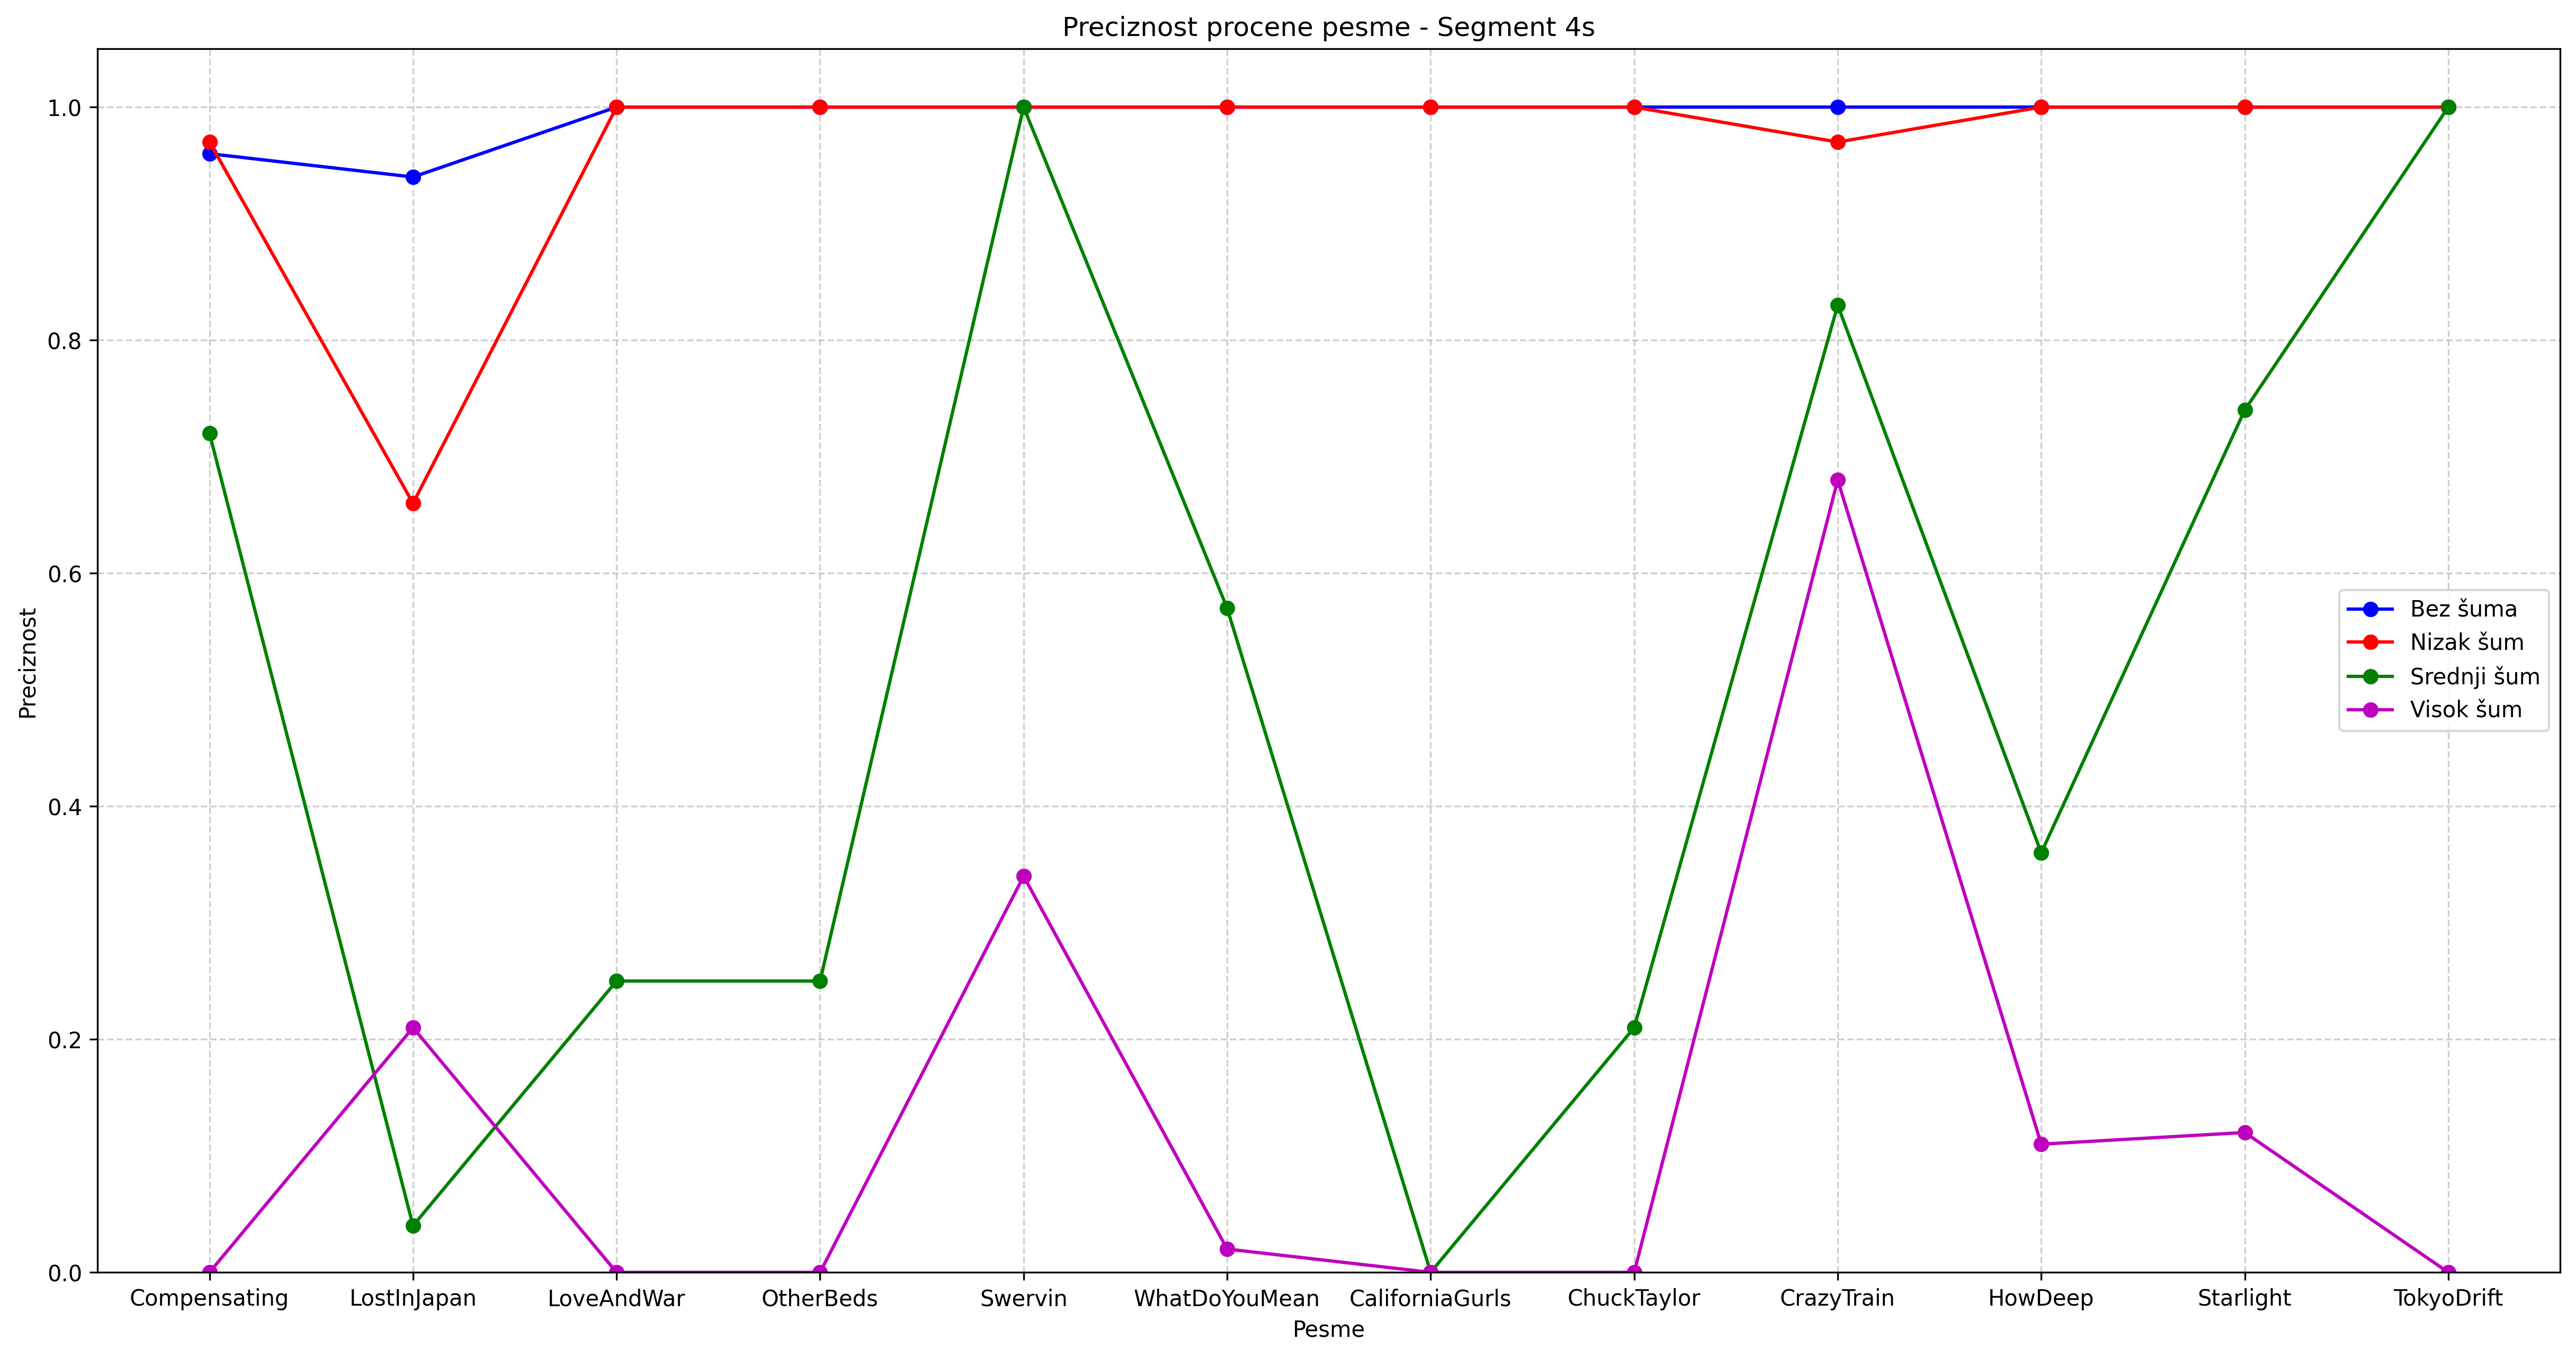 Preciznost procene pesme - Segment 4s
Preciznost
1.0
0.8
0.6
0.4
0.2
0.0
Bez šuma
Nizak šum
Srednji šum
Visok šum
Compensating LostInJapan LoveAndWar OtherBeds Swervin WhatDoYouMean CaliforniaGurls ChuckTaylor CrazyTrain HowDeep Starlight TokyoDrift
Pesme